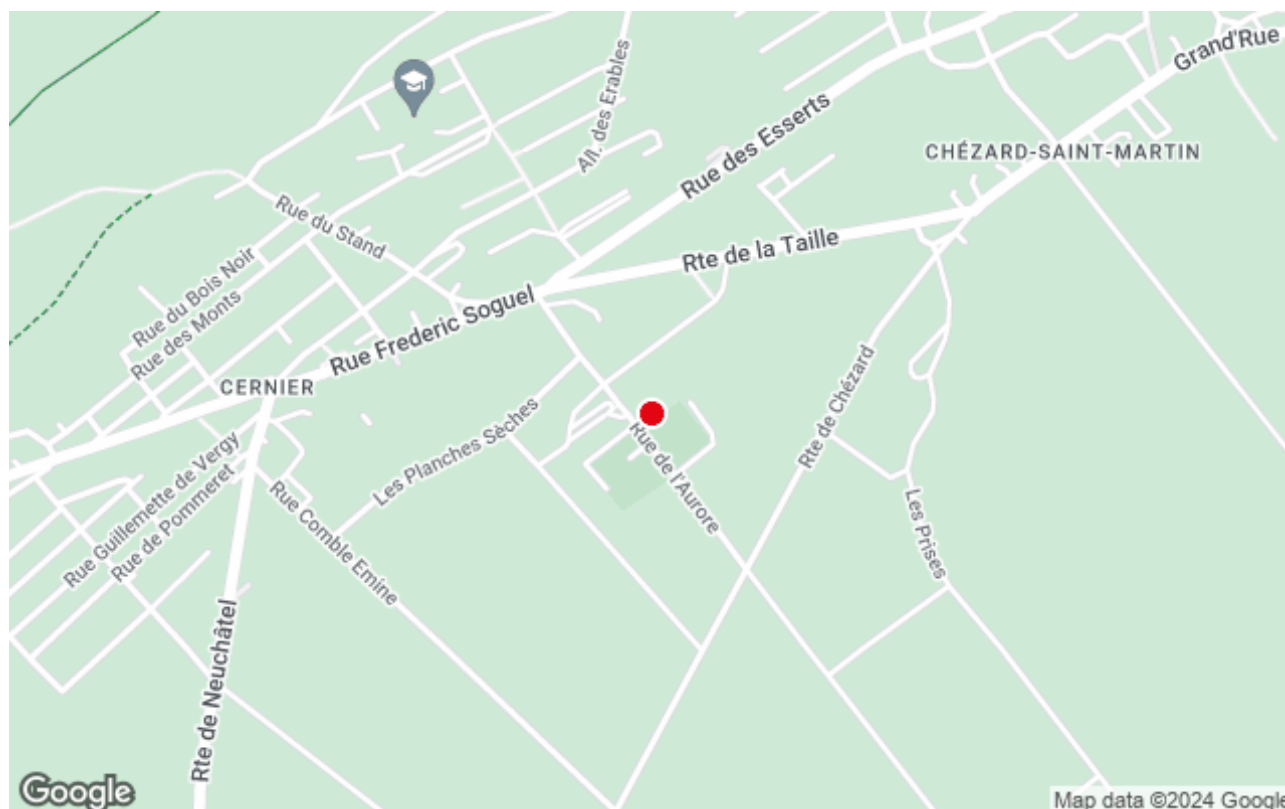 Grand'Rue
All. des Erables
Rue des Esserts
CHÉZARD-SAINT-MARTIN
Rue du Stand
Rte de la Taille
Rue du Bois Noir
Rue des Monts
Rue Frederic Soguel
CERNIER
Rte de Chézard
Les Planches Sèches
Rue de l'Aurore
Rue Guillemette de Vergy
Rue de Pommeret
Rue Comble Emine
Les Prises
Rte de Neuchâtel
Google
Map data ©2024 Google